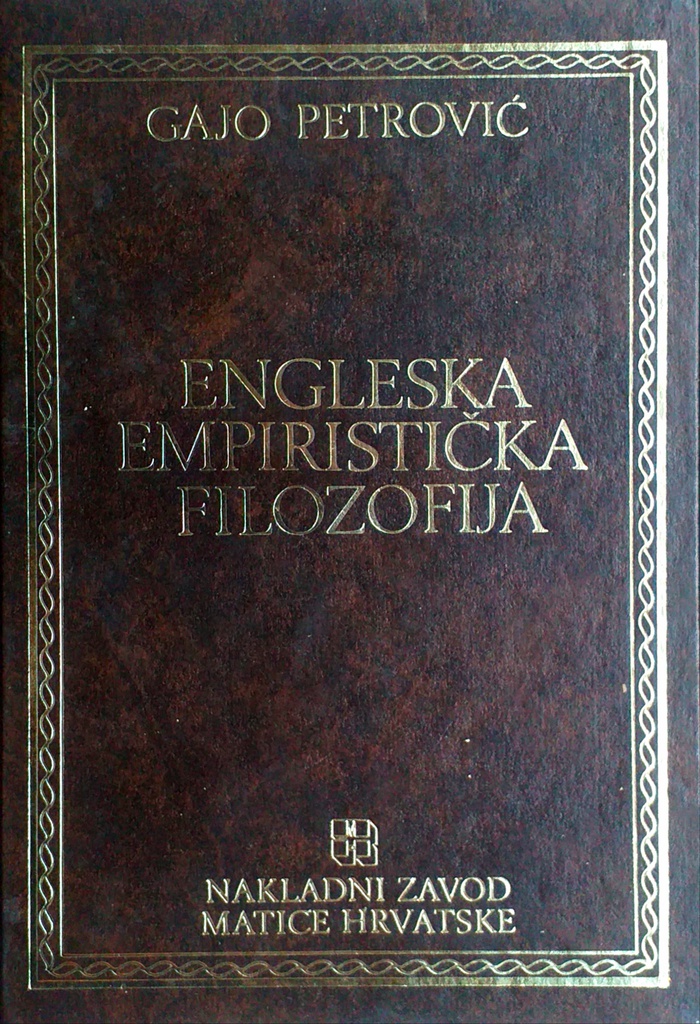 GAJO PETROVIĆ
ENGLESKA
EMPIRISTIČKA
FILOZOFIJA
NAKLADNI ZAVOD
MATICE HRVATSKE